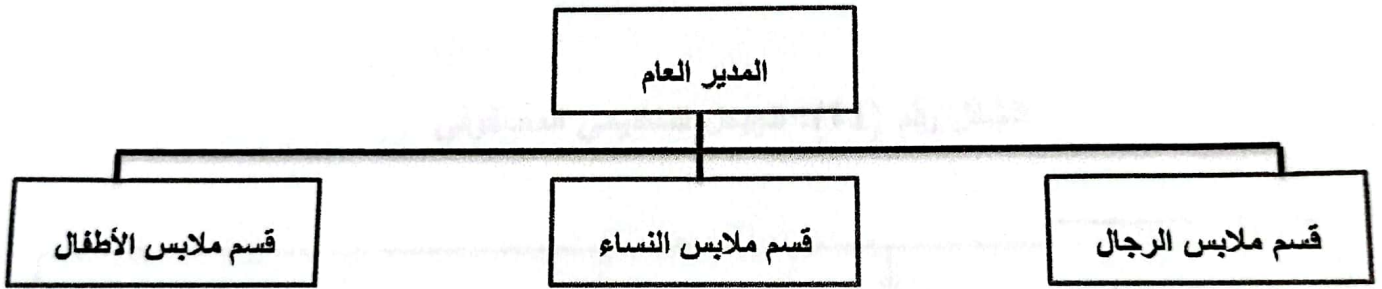 المدير العام
قسم ملابس الرجال
قسم ملابس النساء
قسم ملابس الأطفال